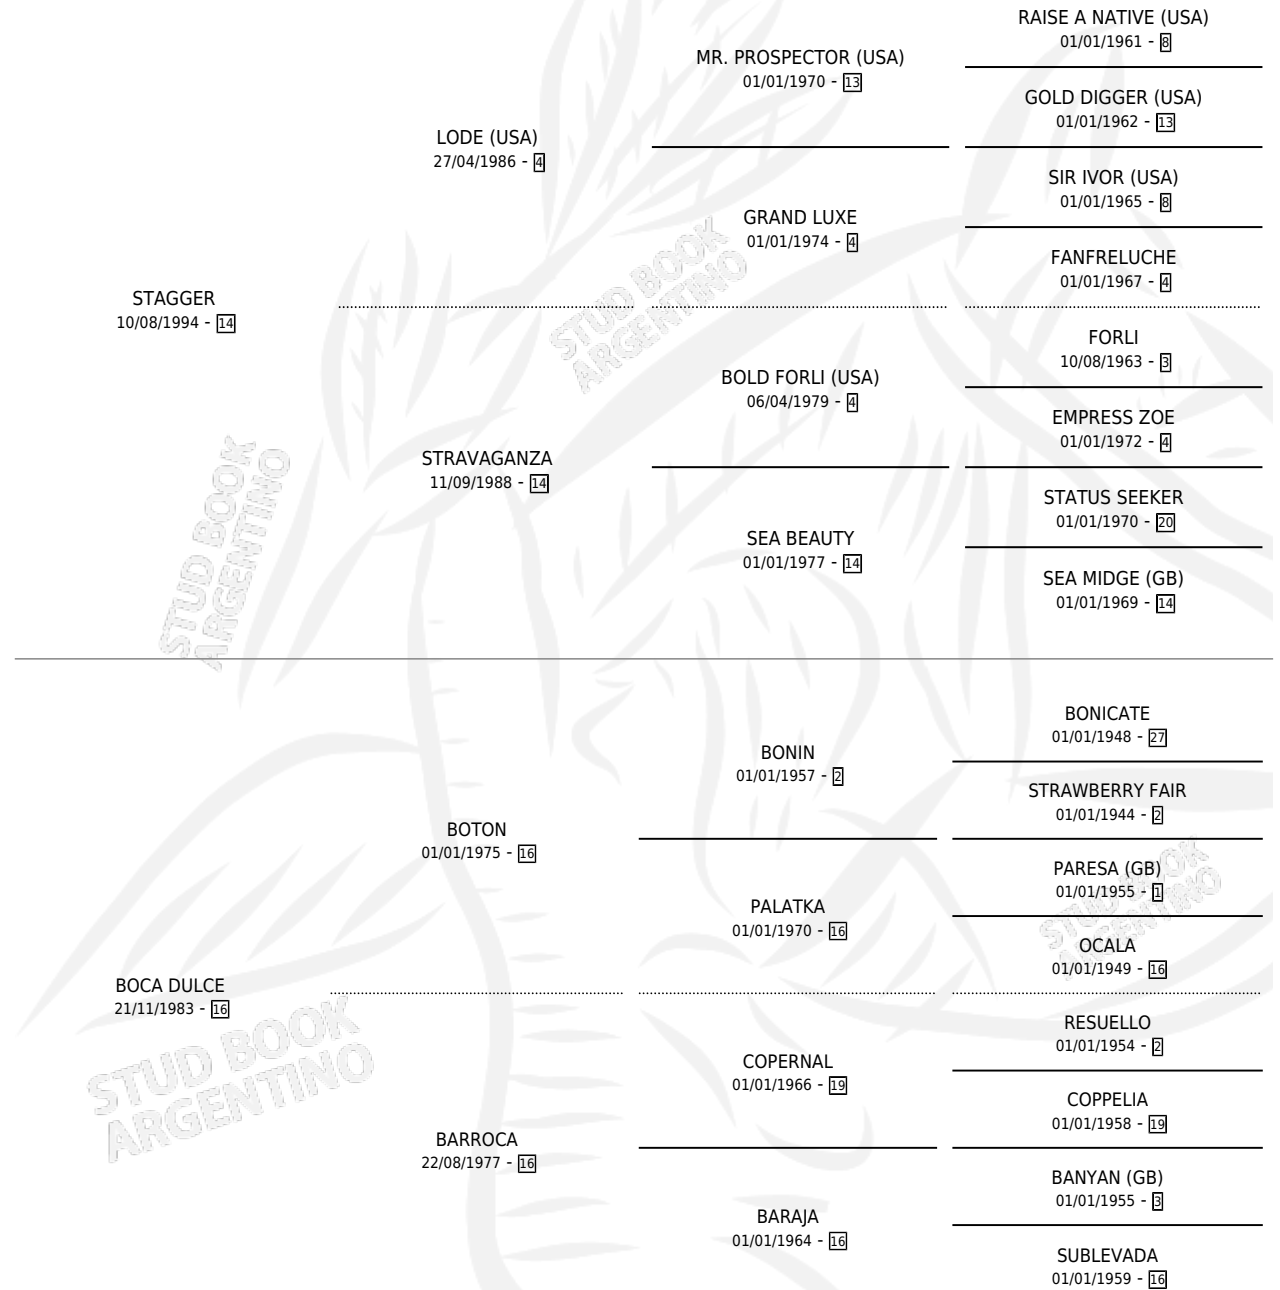 RAISE A NATIVE (USA)
01/01/1961 - 8
MR. PROSPECTOR (USA)
01/01/1970 - 13
GOLD DIGGER (USA)
01/01/1962 - 13
LODE (USA)
27/04/1986 - 4
SIR IVOR (USA)
01/01/1965 - 8
GRAND LUXE
01/01/1974 - 4
FANFRELUCHE
01/01/1967 - 4
STAGGER
10/08/1994 - 14
FORLI
10/08/1963 - 3
BOLD FORLI (USA)
06/04/1979 - 4
EMPRESS ZOE
01/01/1972 - 4
STRAVAGANZA
11/09/1988 - 14
STATUS SEEKER
01/01/1970 - 20
SEA BEAUTY
01/01/1977 - 14
SEA MIDGE (GB)
01/01/1969 - 14
BONICATE
01/01/1948 - 27
BONIN
01/01/1957 - 2
STRAWBERRY FAIR
01/01/1944 - 2
BOTON
01/01/1975 - 16
PARESA (GB)
01/01/1955 - 1
PALATKA
01/01/1970 - 16
OCALA
01/01/1949 - 16
BOCA DULCE
21/11/1983 - 16
RESUELLO
01/01/1954 - 2
COPERNAL
01/01/1966 - 19
COPPELIA
01/01/1958 - 19
BARROCA
22/08/1977 - 16
BANYAN (GB)
01/01/1955 - 3
BARAJA
01/01/1964 - 16
SUBLEVADA
01/01/1959 - 16
STUD BOOK
ARGENTINO
STUD BOOK
ARGENTINO
STUD BOOK
ARGENTINO
STUD BOOK
ARGENTINO